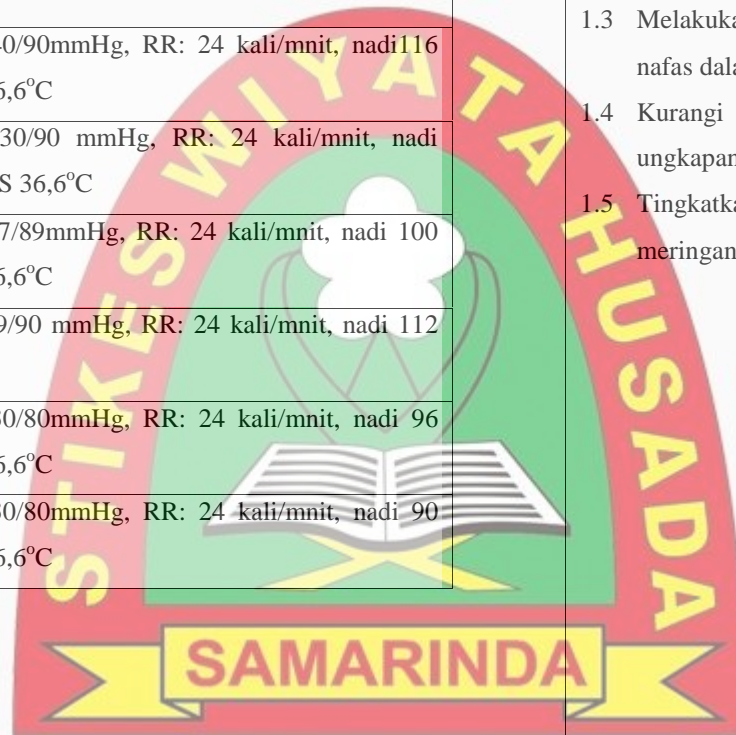 40/90mmHg, RR: 24 kali/mnit, nadi116
6,6°C
30/90 mmHg, RR: 24 kali/mnit, nadi
S 36,6°C
7/89mmHg, RR: 24 kali/mnit, nadi 100
6,6°C
9/90 mmHg, RR: 24 kali/mnit, nadi 112
30/80mmHg, RR: 24 kali/mnit, nadi 96
6,6°C
30/80mmHg, RR: 24 kali/mnit, nadi 90
6,6°C
1.3 Melakuka
nafas dala
1.4 Kurangi
ungkapan
1.5 Tingkatka
meringan
STIKES WIYATA HUSADA
SAMARINDA